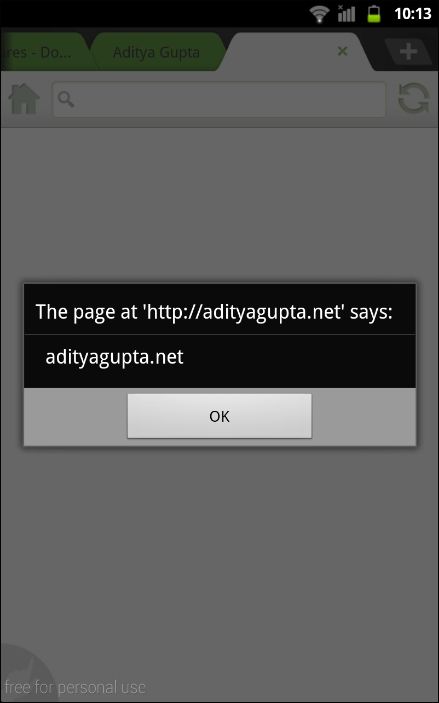 10:13
res - Do...
Aditya Gupta
The page at 'http://adityagupta.net' says:
adityagupta.net
OK
free for personal use